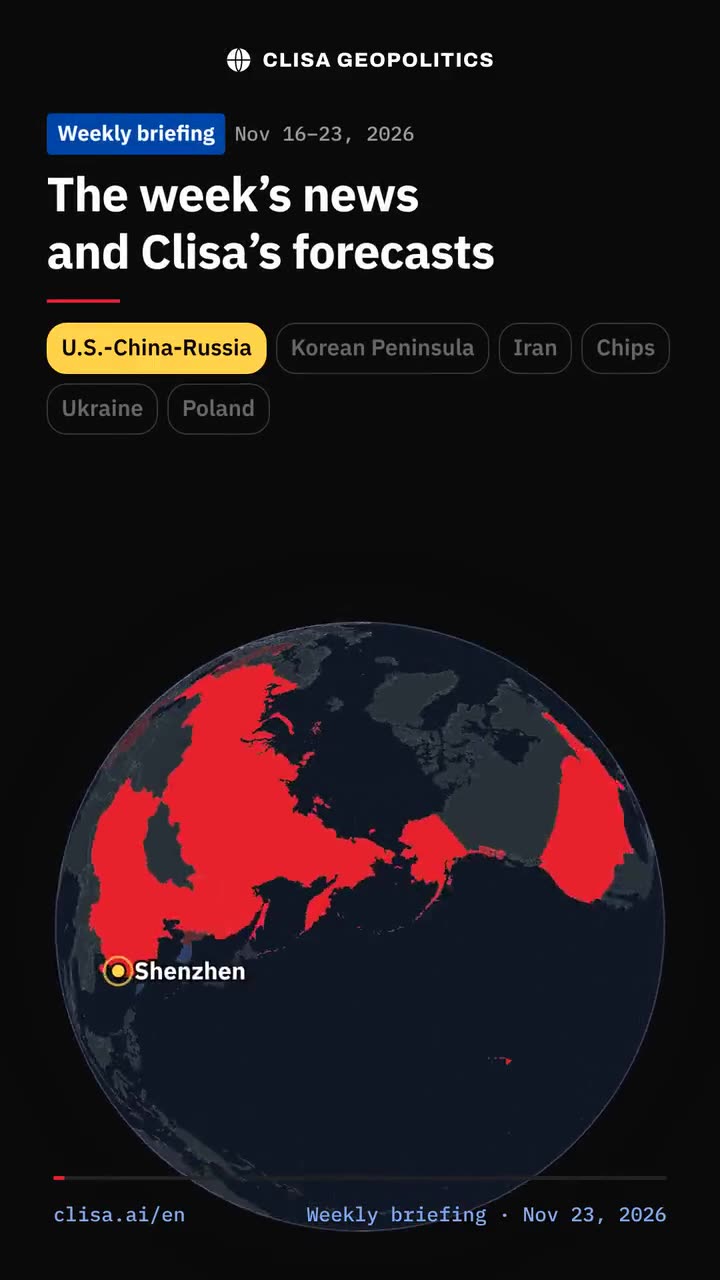 CLISA GEOPOLITICS
Weekly briefing Nov 16–23, 2026
The week’s news
and Clisa’s forecasts
U.S.-China-Russia Korean Peninsula Iran Chips
Ukraine Poland
Shenzhen
clisa.ai/en Weekly briefing · Nov 23, 2026